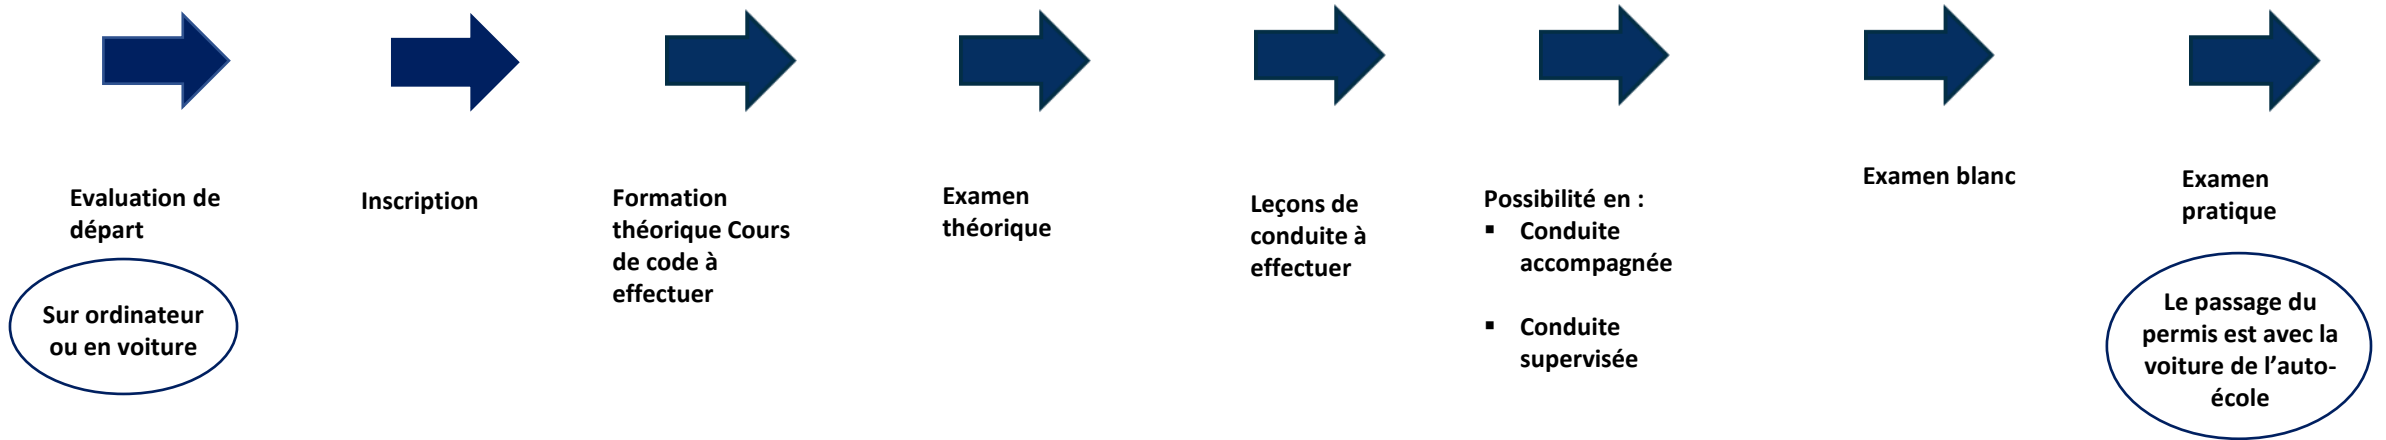 Evaluation de
départ
Sur ordinateur
ou en voiture
Inscription
Formation
théorique Cours
de code à
effectuer
Examen
théorique
Leçons de
conduite à
effectuer
Possibilité en :
▪ Conduite
accompagnée
▪ Conduite
supervisée
Examen blanc
Examen
pratique
Le passage du
permis est avec la
voiture de l’auto-
école